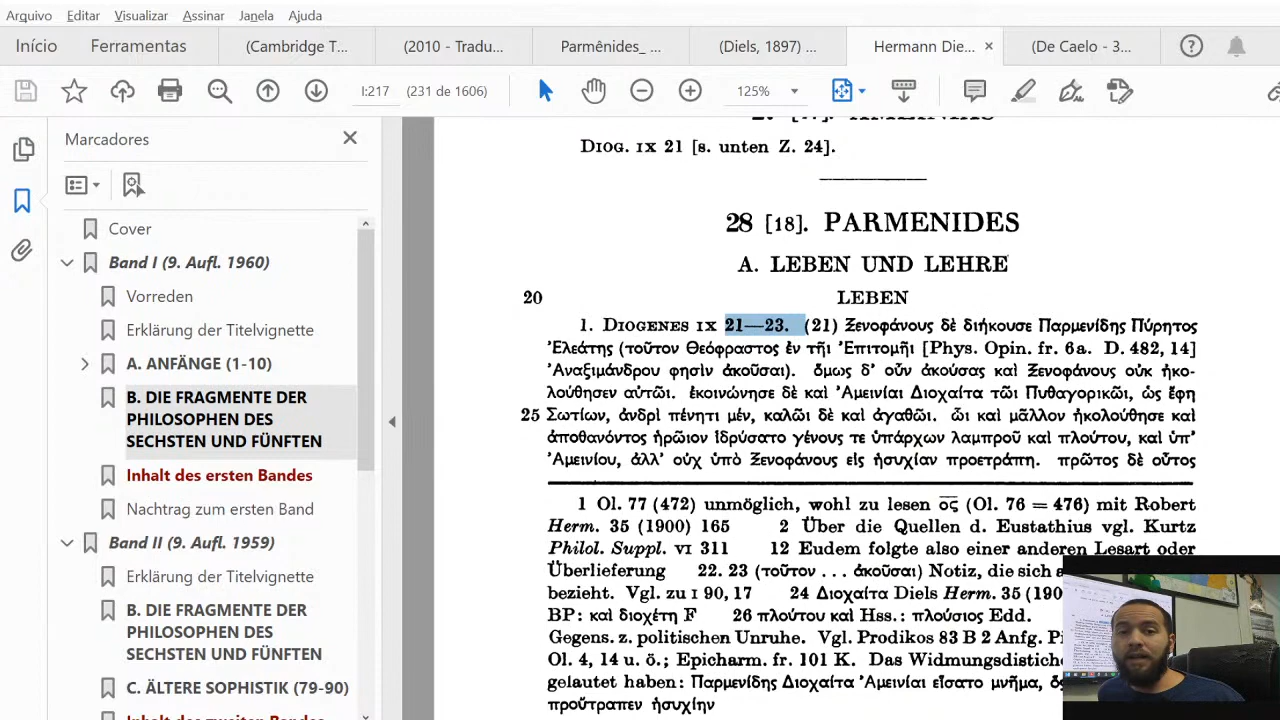 Arquivo Editar Visualizar Assinar Janela Ajuda
Início Ferramentas (Cambridge T... (2010 - Tradu... Parmênides_ ... (Diels, 1897) ... Hermann Die... × (De Caelo - 3...
I:217 (231 de 1606) 125%
Marcadores
Cover
Band I (9. Aufl. 1960)
Vorreden
Erklärung der Titelvignette
A. ANFÄNGE (1-10)
B. DIE FRAGMENTE DER
PHILOSOPHEN DES
SECHSTEN UND FÜNFTEN
Inhalt des ersten Bandes
Nachtrag zum ersten Band
Band II (9. Aufl. 1959)
Erklärung der Titelvignette
B. DIE FRAGMENTE DER
PHILOSOPHEN DES
SECHSTEN UND FÜNFTEN
C. ÄLTERE SOPHISTIK (79-90)
Inhalt des zweiten Bandes
DIOG. IX 21 [s. unten Z. 24].
28 [18]. PARMENIDES
A. LEBEN UND LEHRE
20 LEBEN
1. DIOGENES IX 21—23. (21) Ξενοφάνους δὲ διήκουσε Παρμενίδης Πύρητος
Ἐλεάτης (τοῦτον Θεόφραστος ἐν τῆι Ἐπιτομῆι [Phys. Opin. fr. 6a. D. 482, 14]
Ἀναξιμάνδρου φησὶν ἀκοῦσαι). ὅμως δ' οὖν ἀκούσας καὶ Ξενοφάνους οὐκ ἠκο-
λούθησεν αὐτῶι. ἐκοινώνησε δὲ καὶ Ἀμεινίαι Διοχαίτα τῶι Πυθαγορικῶι, ὡς ἔφη
25 Σωτίων, ἀνδρὶ πένητι μέν, καλῶι δὲ καὶ ἀγαθῶι. ὧι καὶ μᾶλλον ἠκολούθησε καὶ
ἀποθανόντος ἡρῶιον ἱδρύσατο γένους τε ὑπάρχων λαμπροῦ καὶ πλούτου, καὶ ὑπ'
Ἀμεινίου, ἀλλ' οὐχ ὑπὸ Ξενοφάνους εἰς ἡσυχίαν προετράπη. πρῶτος δὲ οὗτος
1 Ol. 77 (472) unmöglich, wohl zu lesen ο̅ς̅ (Ol. 76 = 476) mit Robert
Herm. 35 (1900) 165 2 Über die Quellen d. Eustathius vgl. Kurtz
Philol. Suppl. VI 311 12 Eudem folgte also einer anderen Lesart oder
Überlieferung 22. 23 (τοῦτον ... ἀκοῦσαι) Notiz, die sich
bezieht. Vgl. zu I 90, 17 24 Διοχαίτα Diels Herm. 35 (190
BP: καὶ διοχέτη F 26 πλούτου καὶ Hss.: πλούσιος Edd.
Gegens. z. politischen Unruhe. Vgl. Prodikos 83 B 2 Anfg.
Ol. 4, 14 u. ö.; Epicharm. fr. 101 K. Das Widmungsdistich
gelautet haben: Παρμενίδης Διοχαίτα Ἀμεινίαι εἵσατο μνῆμα,
προὔτραπεν ἡσυχίην